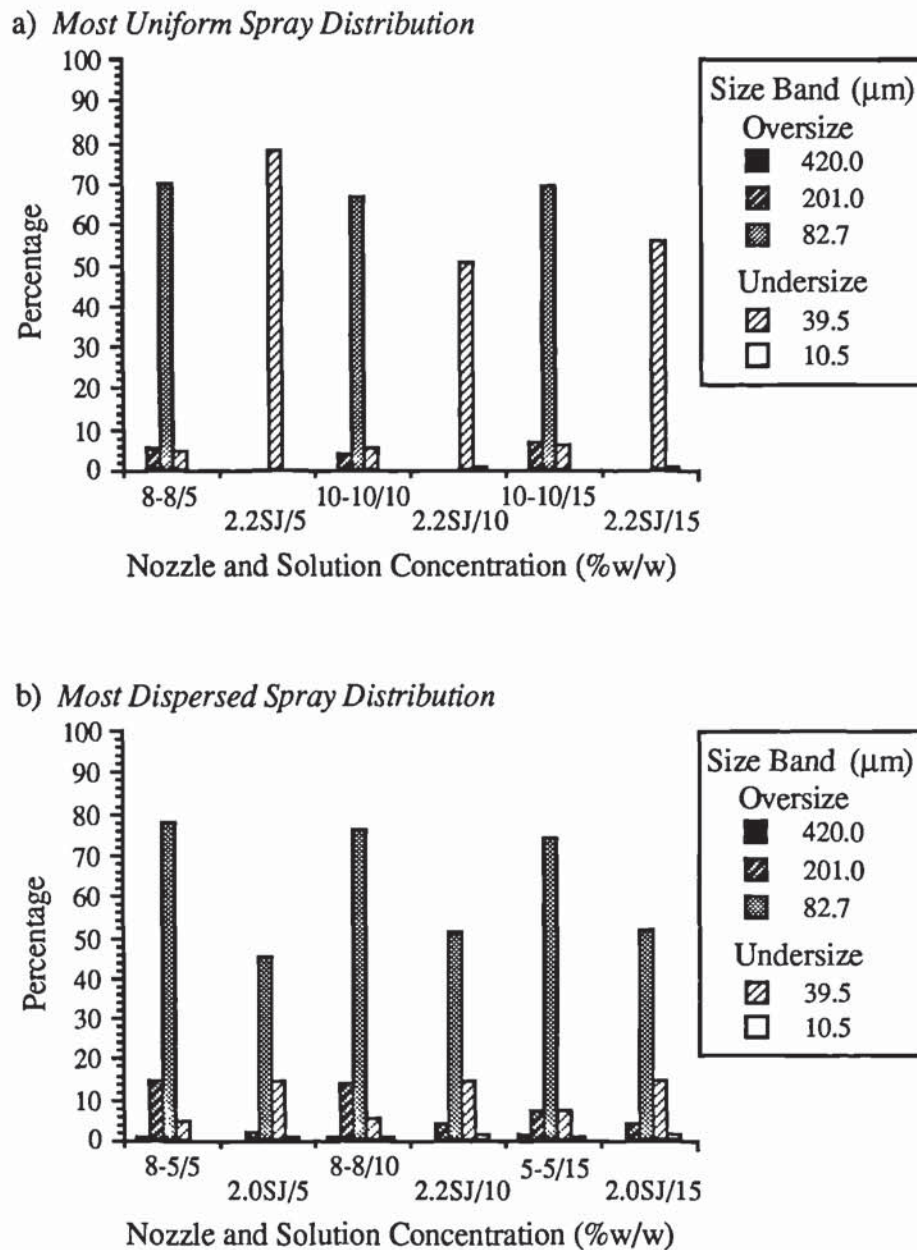 a) Most Uniform Spray Distribution
100
90
80
70
60
50
40
30
20
10
0
Percentage
8-8/5
2.2SJ/5
10-10/10
2.2SJ/10
10-10/15
2.2SJ/15
Nozzle and Solution Concentration (%w/w)
Size Band (μm)
Oversize
420.0
201.0
82.7
Undersize
39.5
10.5
b) Most Dispersed Spray Distribution
100
90
80
70
60
50
40
30
20
10
0
Percentage
8-5/5
2.0SJ/5
8-8/10
2.2SJ/10
5-5/15
2.0SJ/15
Nozzle and Solution Concentration (%w/w)
Size Band (μm)
Oversize
420.0
201.0
82.7
Undersize
39.5
10.5